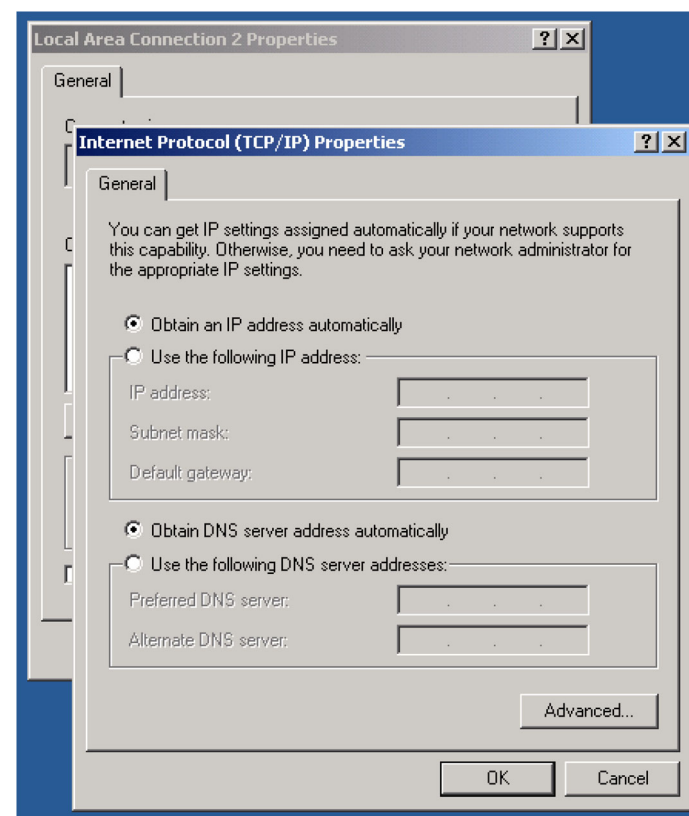 Local Area Connection 2 Properties
General
Internet Protocol (TCP/IP) Properties
General
You can get IP settings assigned automatically if your network supports
this capability. Otherwise, you need to ask your network administrator for
the appropriate IP settings.
Obtain an IP address automatically
Use the following IP address:
IP address:
Subnet mask:
Default gateway:
Obtain DNS server address automatically
Use the following DNS server addresses:
Preferred DNS server:
Alternate DNS server:
Advanced...
OK
Cancel